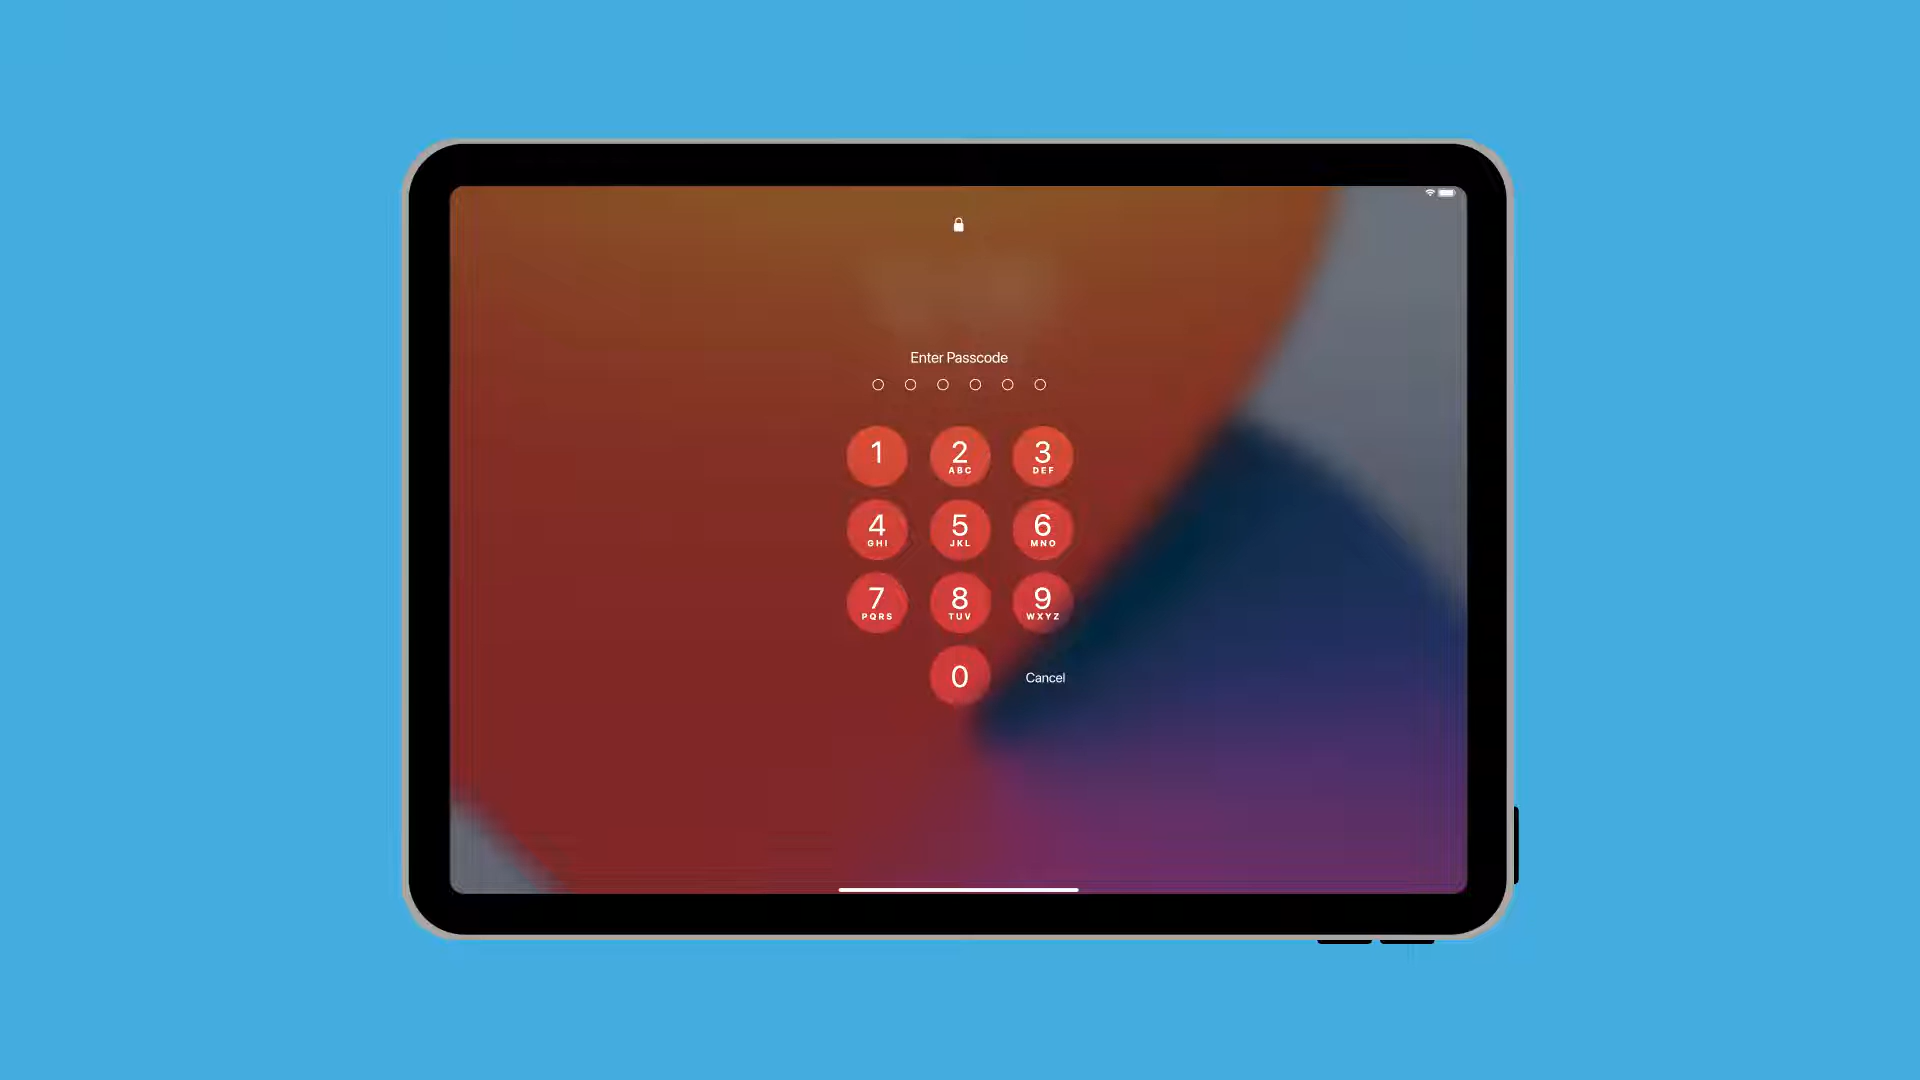 Enter Passcode
1 2 3
ABC DEF
4 5 6
GHI JKL MNO
7 8 9
PQRS TUV WXYZ
0 Cancel